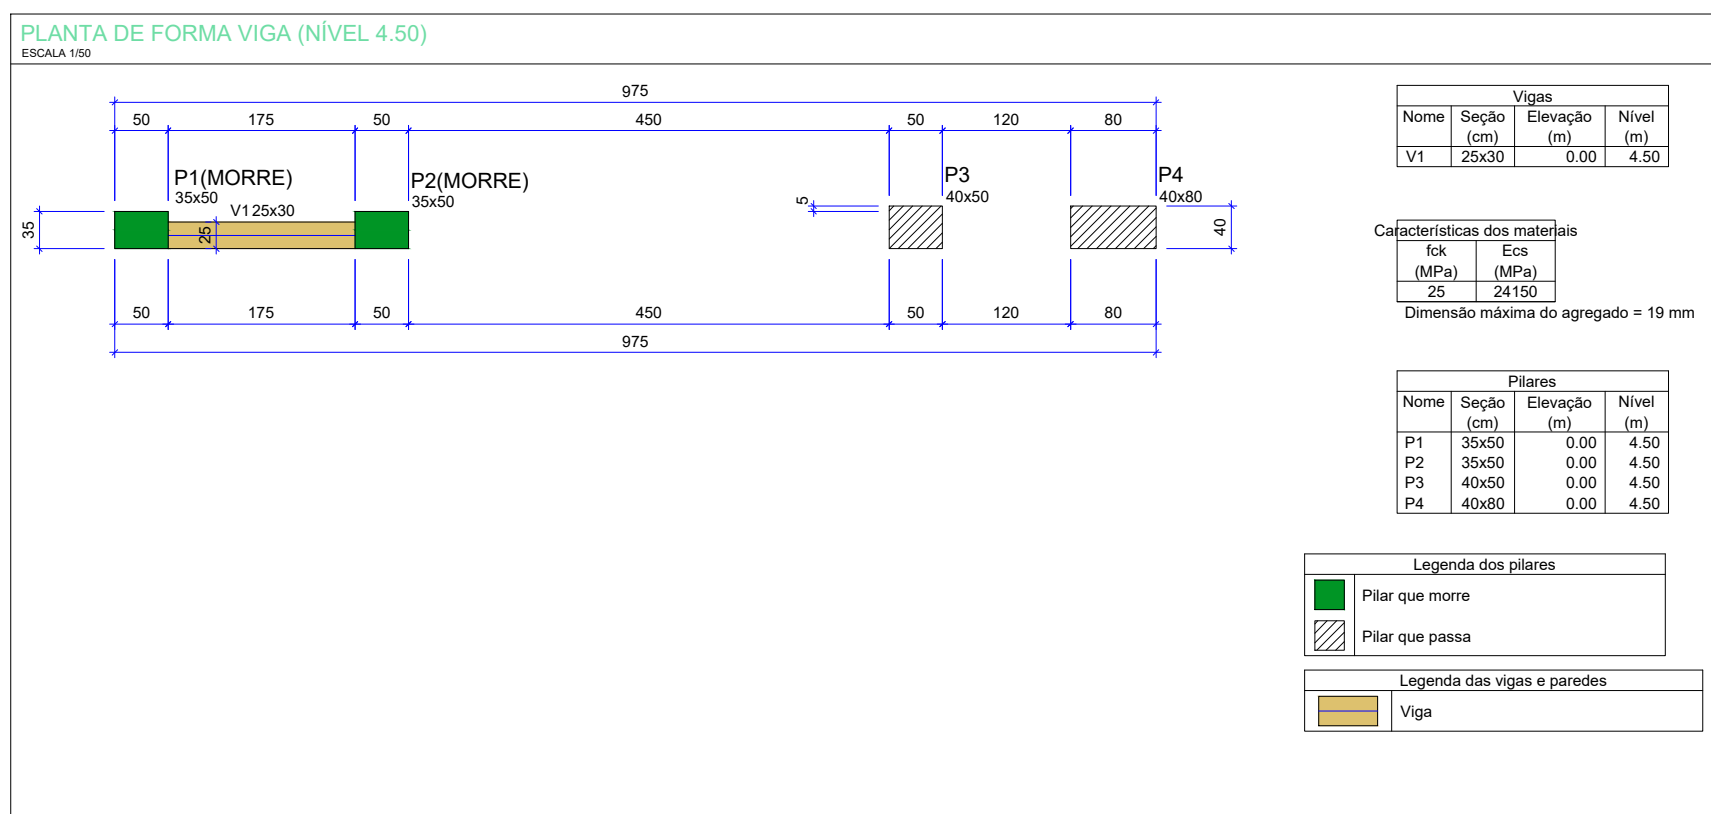 PLANTA DE FORMA VIGA (NÍVEL 4.50)
ESCALA 1/50
975
50 175 50 450 50 120 80
P1(MORRE)
35x50
P2(MORRE)
35x50
P3
40x50
P4
40x80
V1 25x30
35
25
5
40
50 175 50 450 50 120 80
975
Vigas
Nome Seção Elevação Nível
(cm) (m) (m)
V1 25x30 0.00 4.50
Características dos materiais
fck Ecs
(MPa) (MPa)
25 24150
Dimensão máxima do agregado = 19 mm
Pilares
Nome Seção Elevação Nível
(cm) (m) (m)
P1 35x50 0.00 4.50
P2 35x50 0.00 4.50
P3 40x50 0.00 4.50
P4 40x80 0.00 4.50
Legenda dos pilares
Pilar que morre
Pilar que passa
Legenda das vigas e paredes
Viga